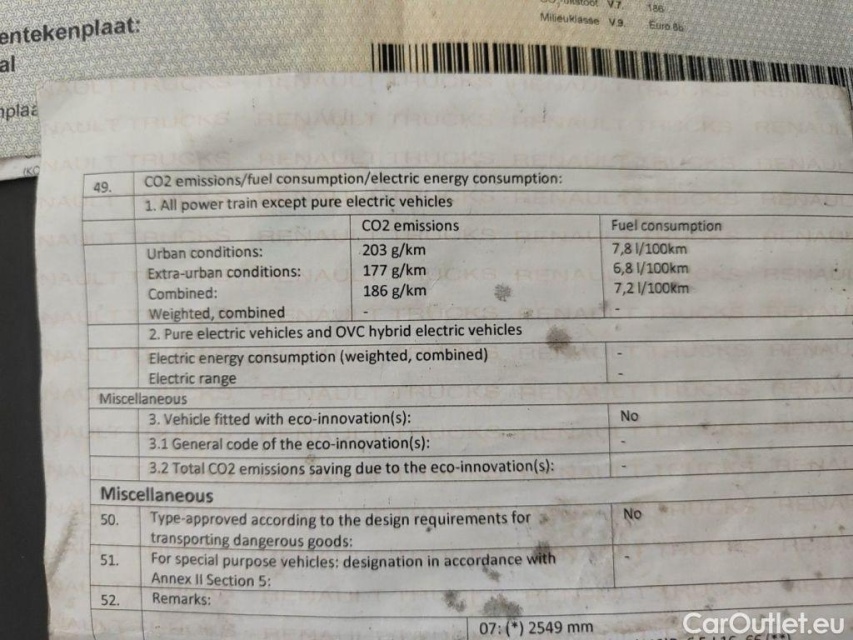 entekenplaat:
al
nplaa
V.7. 186
Milieuklasse V.9. Euro 6b
RENAULT TRUCKS
49. CO2 emissions/fuel consumption/electric energy consumption:
1. All power train except pure electric vehicles
CO2 emissions Fuel consumption
Urban conditions: 203 g/km 7,8 l/100km
Extra-urban conditions: 177 g/km 6,8 l/100km
Combined: 186 g/km 7,2 l/100km
Weighted, combined - -
2. Pure electric vehicles and OVC hybrid electric vehicles
Electric energy consumption (weighted, combined) -
Electric range -
Miscellaneous
3. Vehicle fitted with eco-innovation(s): No
3.1 General code of the eco-innovation(s): -
3.2 Total CO2 emissions saving due to the eco-innovation(s): -
Miscellaneous
50. Type-approved according to the design requirements for No
transporting dangerous goods:
51. For special purpose vehicles: designation in accordance with -
Annex II Section 5:
52. Remarks:
07: (*) 2549 mm
CarOutlet.eu